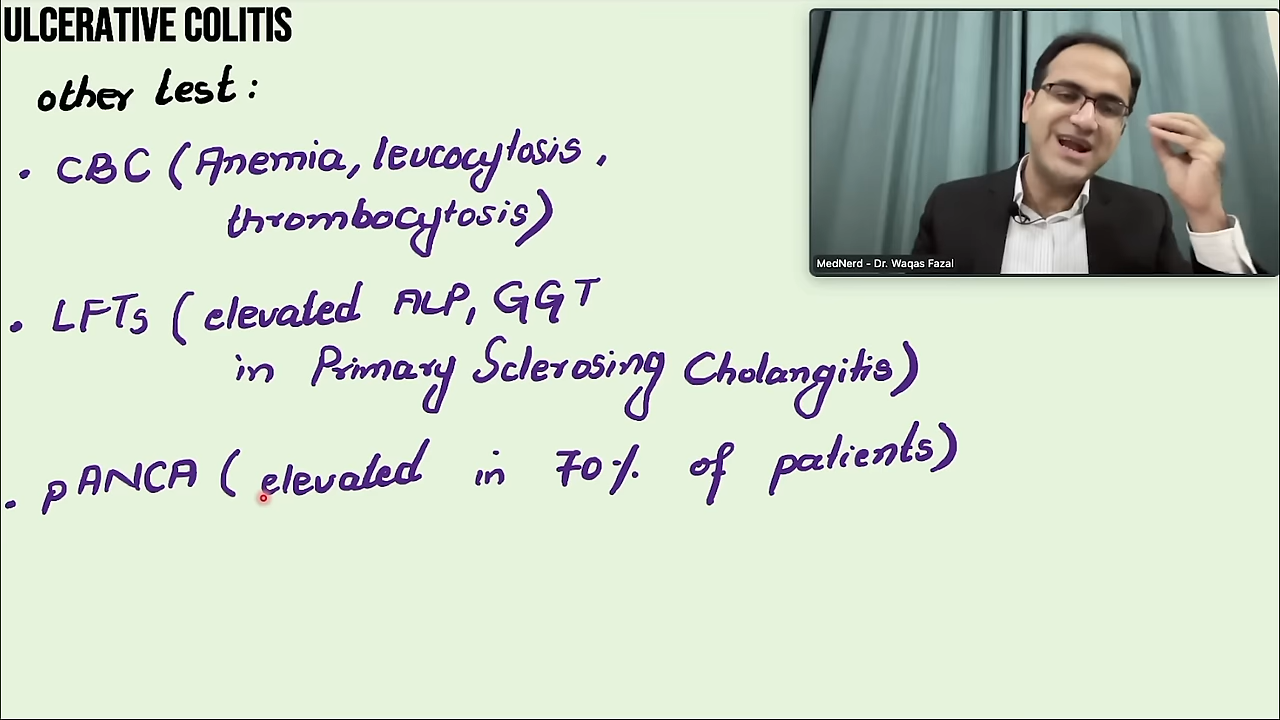 ULCERATIVE COLITIS
other test:
• CBC (Anemia, leucocytosis,
thrombocytosis)
• LFTs (elevated ALP, GGT
in Primary Sclerosing Cholangitis)
• pANCA (elevated in 70% of patients)
MedNerd - Dr. Waqas Fazal